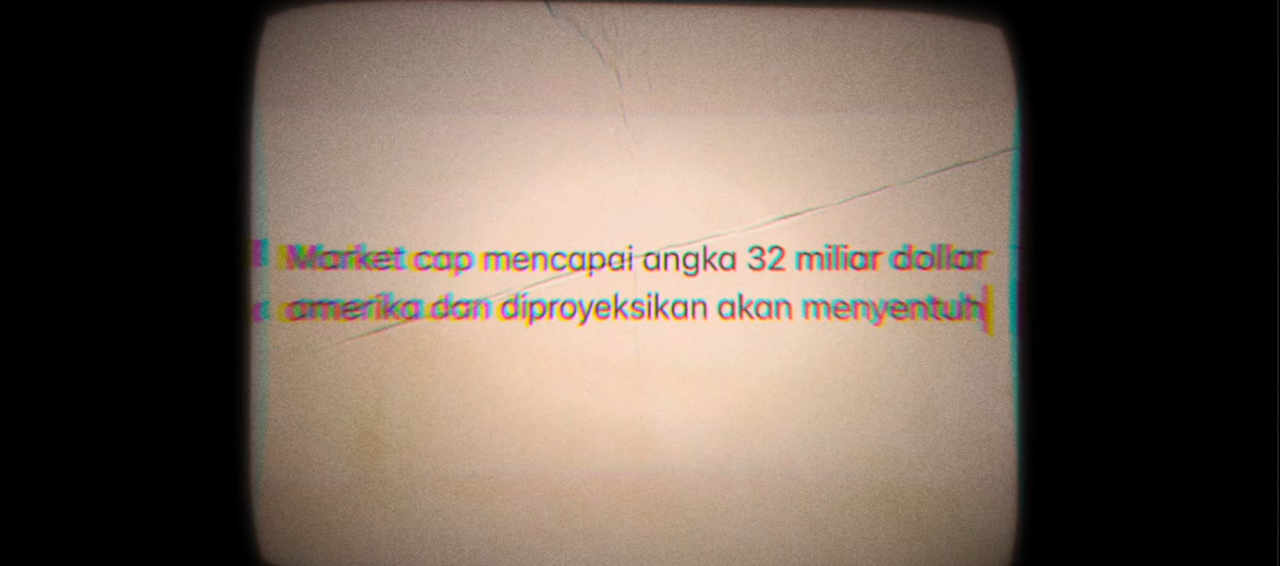 Market cap mencapai angka 32 miliar dollar
amerika dan diproyeksikan akan menyentuh